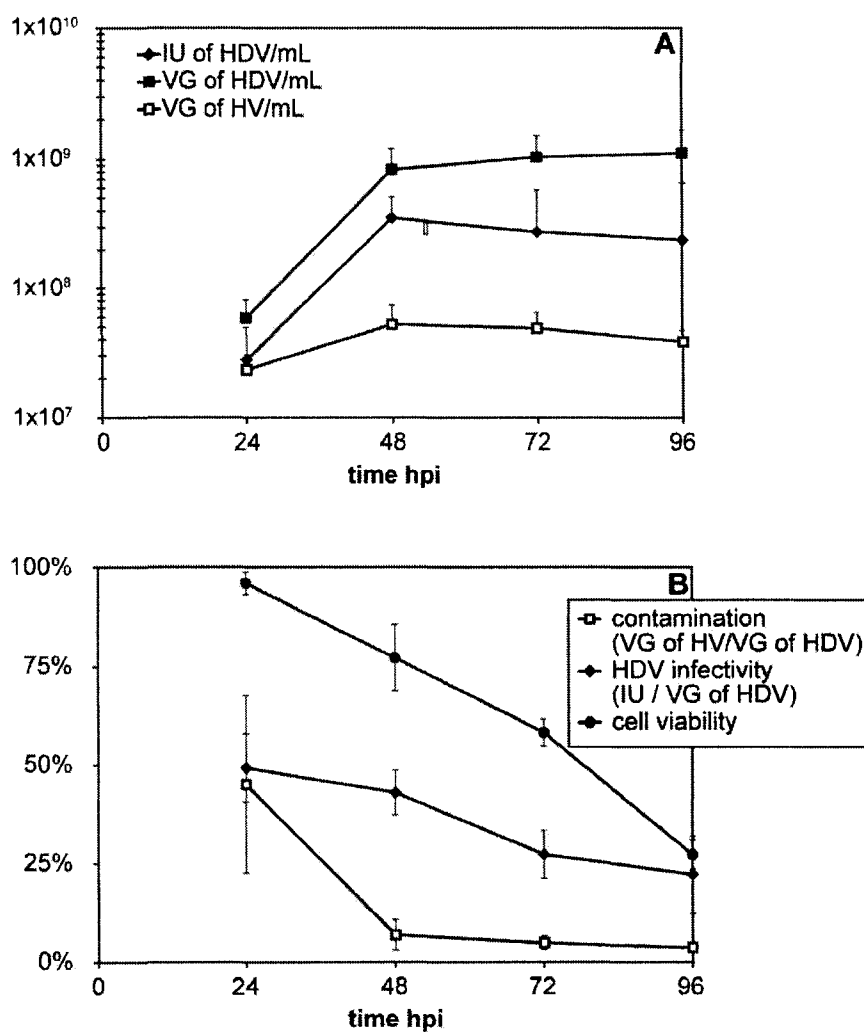 1x10^10
A
IU of HDV/mL
VG of HDV/mL
VG of HV/mL
1x10^9
1x10^8
1x10^7
0 24 48 72 96
time hpi
100%
B
contamination
(VG of HV/VG of HDV)
HDV infectivity
(IU / VG of HDV)
cell viability
75%
50%
25%
0%
0 24 48 72 96
time hpi